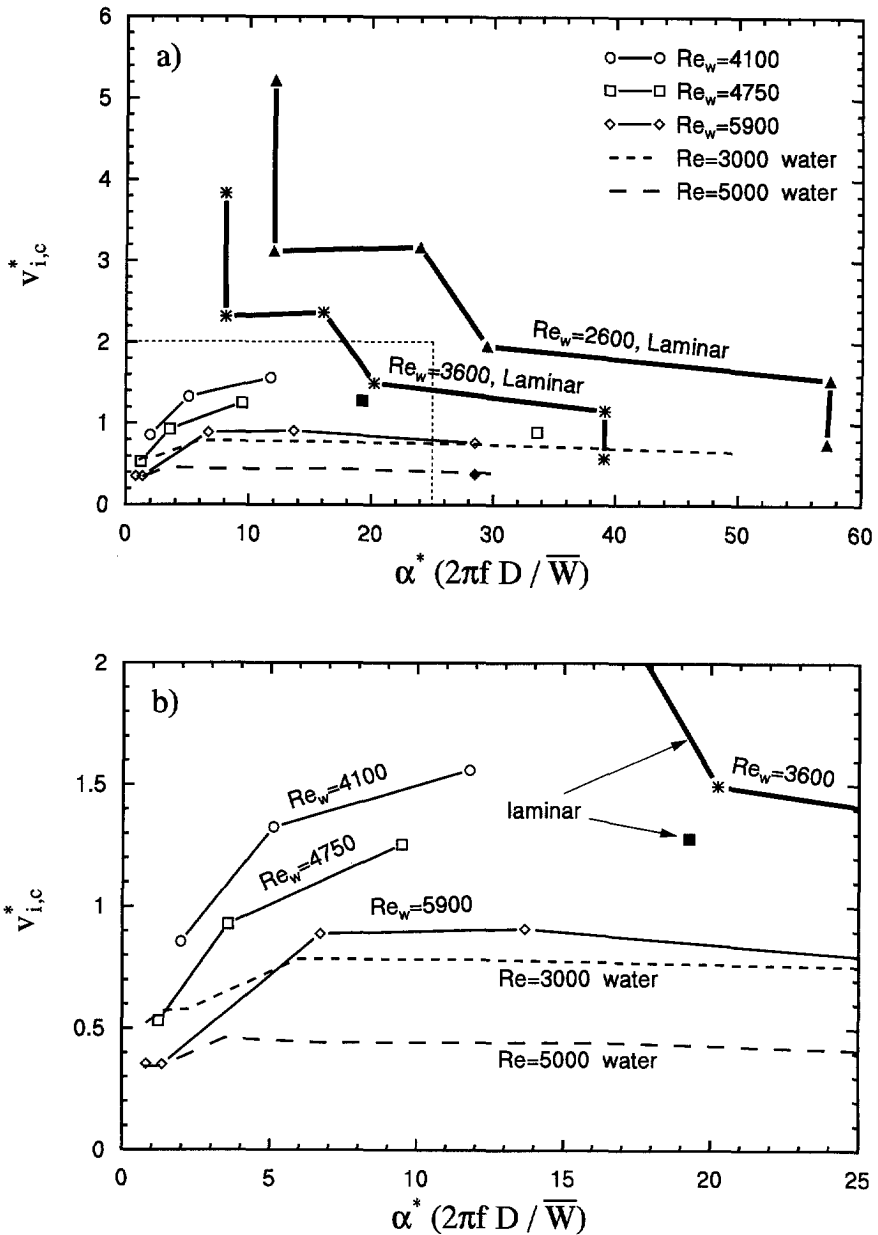 a)
Re_w=4100
Re_w=4750
Re_w=5900
Re=3000 water
Re=5000 water
6
5
4
3
2
1
0
v*_i,c
Re_w=2600, Laminar
Re_w=3600, Laminar
0 10 20 30 40 50 60
α* (2πf D / W̅)
b)
2
1.5
1
0.5
0
v*_i,c
Re_w=4100
Re_w=4750
Re_w=5900
Re_w=3600
laminar
Re=3000 water
Re=5000 water
0 5 10 15 20 25
α* (2πf D / W̅)